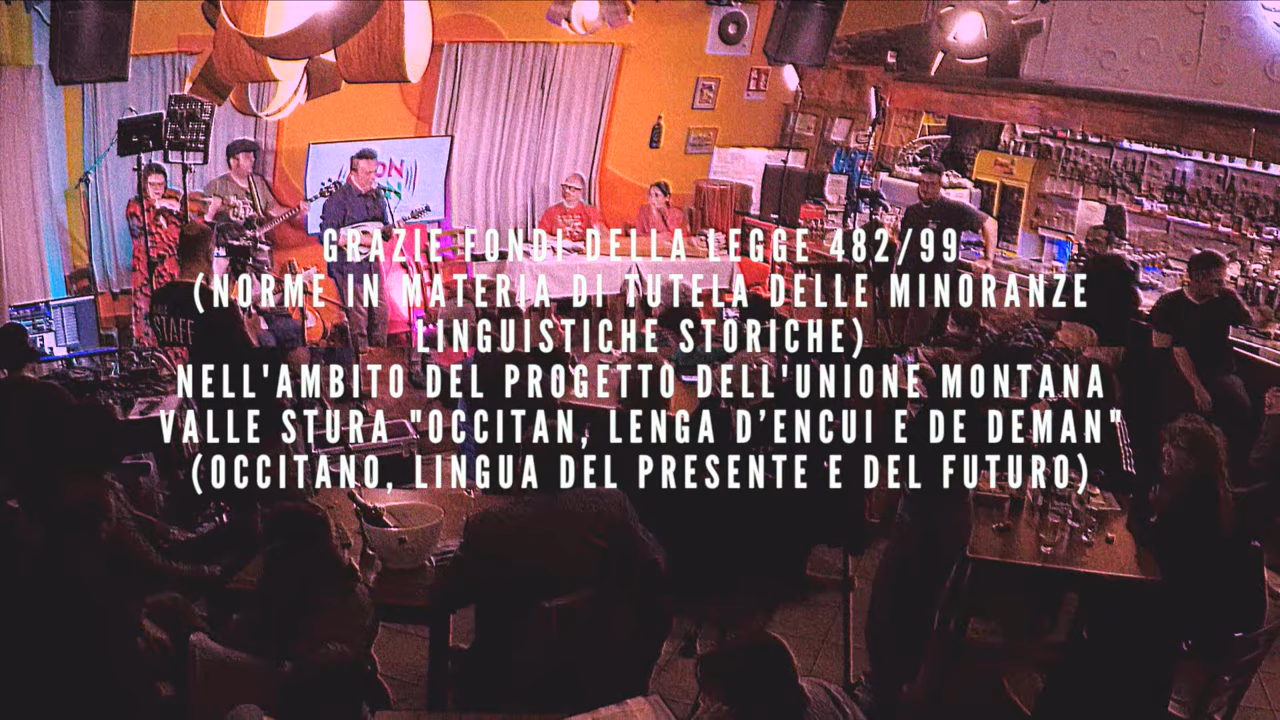 GRAZIE FONDI DELLA LEGGE 482/99
(NORME IN MATERIA DI TUTELA DELLE MINORANZE
LINGUISTICHE STORICHE)
NELL'AMBITO DEL PROGETTO DELL'UNIONE MONTANA
VALLE STURA "OCCITAN, LENGA D’ENCUI E DE DEMAN"
(OCCITANO, LINGUA DEL PRESENTE E DEL FUTURO)
STAFF